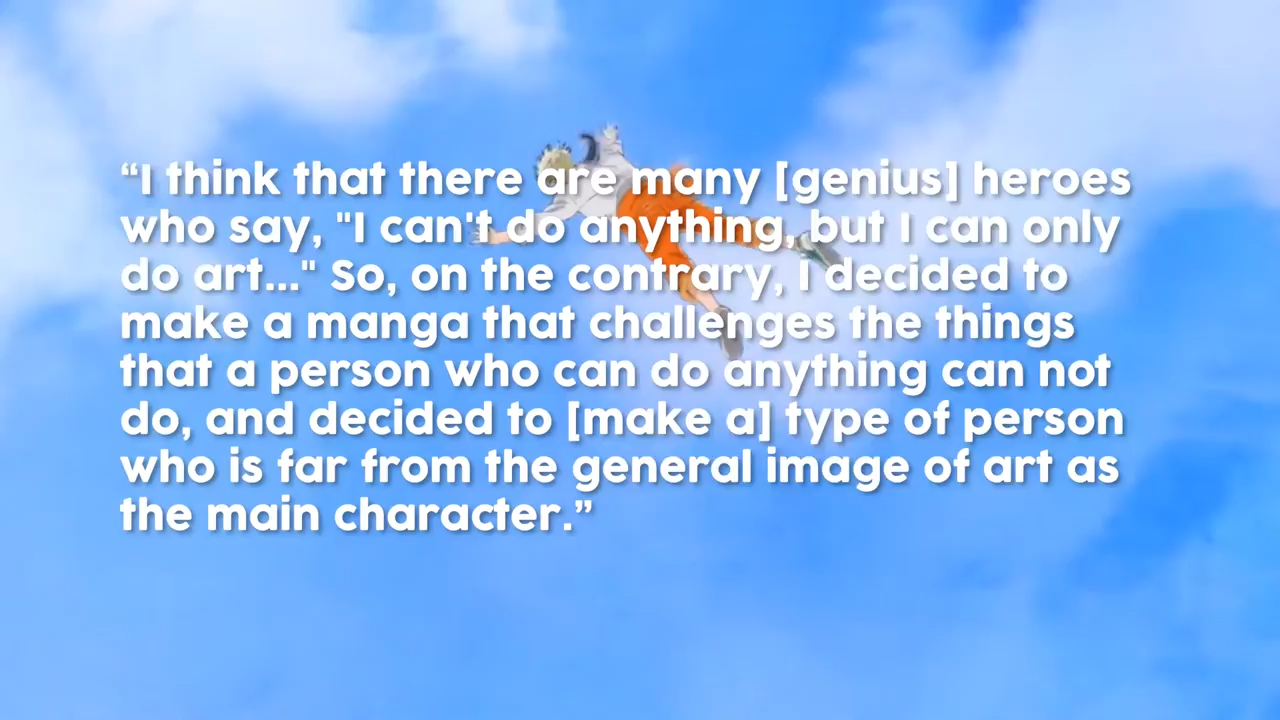 “I think that there are many [genius] heroes
who say, "I can't do anything, but I can only
do art..." So, on the contrary, I decided to
make a manga that challenges the things
that a person who can do anything can not
do, and decided to [make a] type of person
who is far from the general image of art as
the main character.”